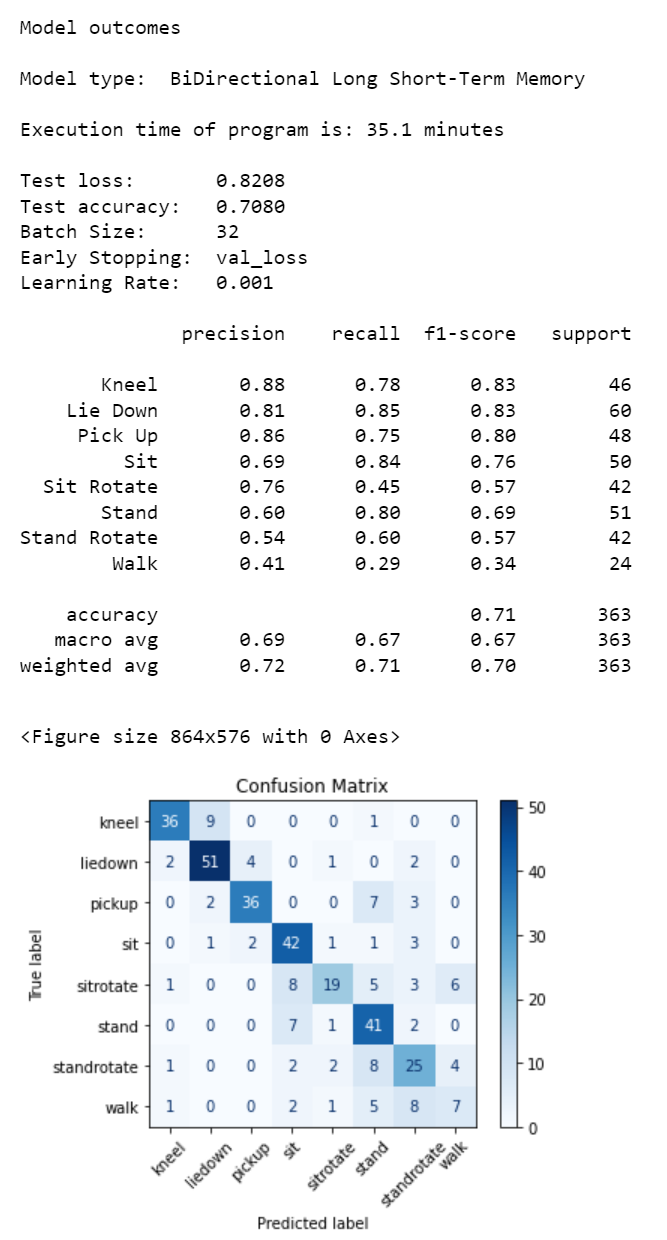 Model outcomes
Model type:  BiDirectional Long Short-Term Memory
Execution time of program is: 35.1 minutes
Test loss:       0.8208
Test accuracy:   0.7080
Batch Size:      32
Early Stopping:  val_loss
Learning Rate:   0.001
precision    recall  f1-score   support
Kneel       0.88      0.78      0.83        46
Lie Down       0.81      0.85      0.83        60
Pick Up       0.86      0.75      0.80        48
Sit       0.69      0.84      0.76        50
Sit Rotate       0.76      0.45      0.57        42
Stand       0.60      0.80      0.69        51
Stand Rotate       0.54      0.60      0.57        42
Walk       0.41      0.29      0.34        24
accuracy                           0.71       363
macro avg       0.69      0.67      0.67       363
weighted avg       0.72      0.71      0.70       363
<Figure size 864x576 with 0 Axes>
Confusion Matrix
True label
kneel 36 9 0 0 0 1 0 0
liedown 2 51 4 0 1 0 2 0
pickup 0 2 36 0 0 7 3 0
sit 0 1 2 42 1 1 3 0
sitrotate 1 0 0 8 19 5 3 6
stand 0 0 0 7 1 41 2 0
standrotate 1 0 0 2 2 8 25 4
walk 1 0 0 2 1 5 8 7
kneel liedown pickup sit sitrotate stand standrotate walk
Predicted label
50
40
30
20
10
0